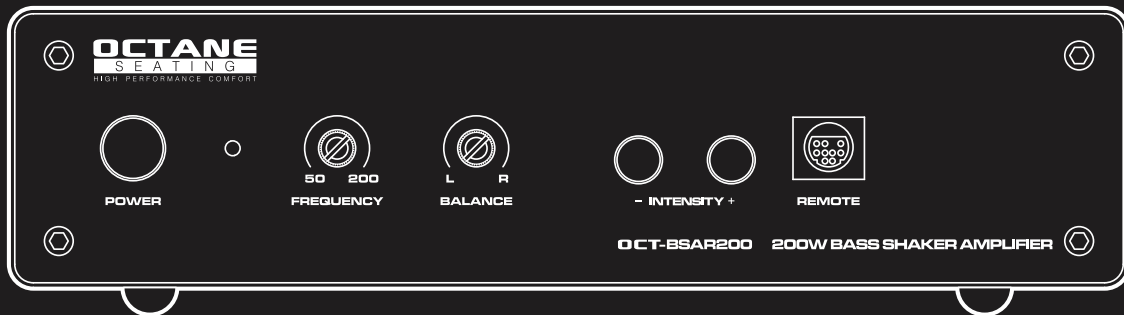 OCTANE
SEATING
HIGH PERFORMANCE COMFORT
50 200
L R
POWER
FREQUENCY
BALANCE
- INTENSITY +
REMOTE
OCT-BSAR200 200W BASS SHAKER AMPLIFIER